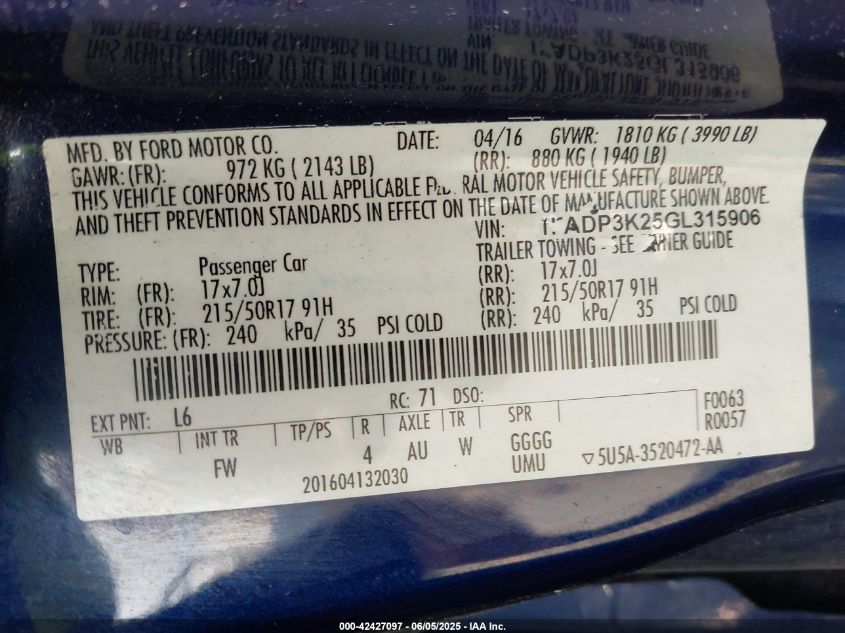 MFD. BY FORD MOTOR CO. DATE: 04/16 GVWR: 1810 KG ( 3990 LB)
GAWR: (FR): 972 KG ( 2143 LB) (RR): 880 KG ( 1940 LB)
THIS VEHICLE CONFORMS TO ALL APPLICABLE FEDERAL MOTOR VEHICLE SAFETY, BUMPER,
AND THEFT PREVENTION STANDARDS IN EFFECT ON THE DATE OF MANUFACTURE SHOWN ABOVE.
VIN: ADP3K25GL315906
TYPE: Passenger Car TRAILER TOWING - SEE OWNER GUIDE
RIM: (FR): 17x7.0J (RR): 17x7.0J
TIRE: (FR): 215/50R17 91H (RR): 215/50R17 91H
PRESSURE: (FR): 240 kPa/ 35 PSI COLD (RR): 240 kPa/ 35 PSI COLD
EXT PNT: L6 RC: 71 DSO: F0063
WB INT TR TP/PS R AXLE TR SPR R0057
FW 4 AU W GGGG
201604132030 UMU 5U5A-3520472-AA
000-42427097 - 06/05/2025 - IAA Inc.